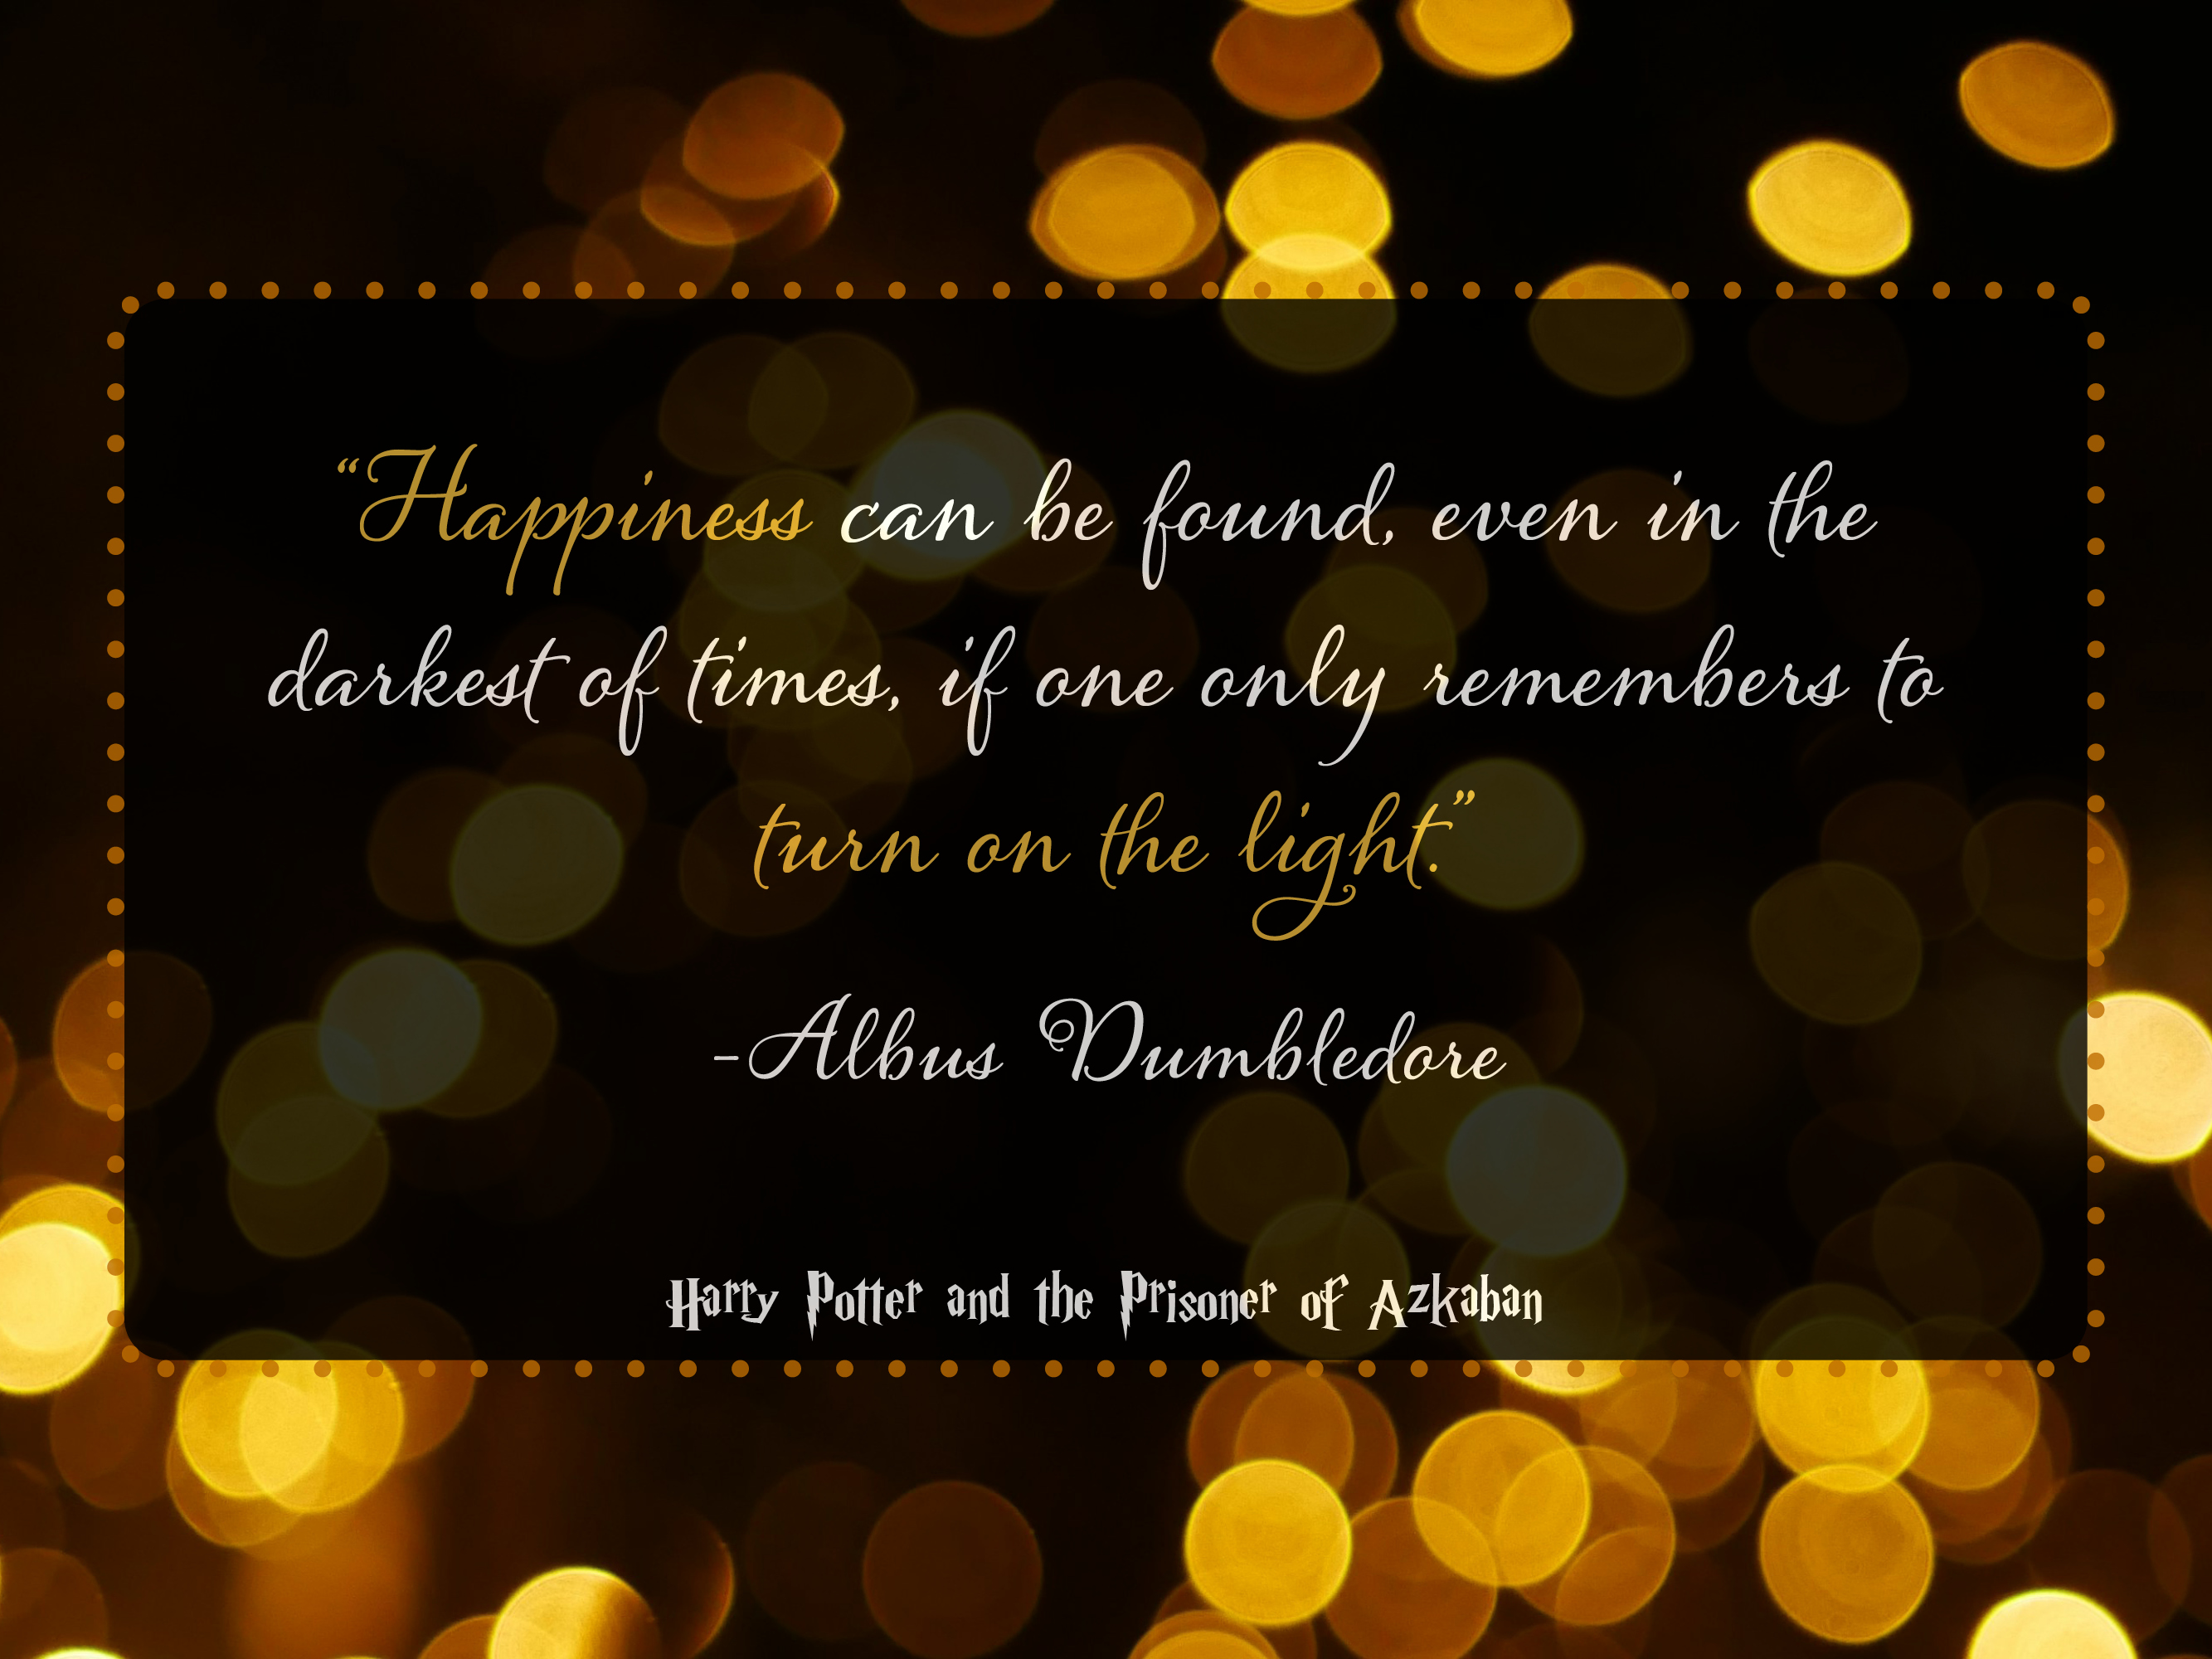 “Happiness can be found, even in the
darkest of times, if one only remembers to
turn on the light.”
-Albus Dumbledore
Harry Potter and the Prisoner of Azkaban